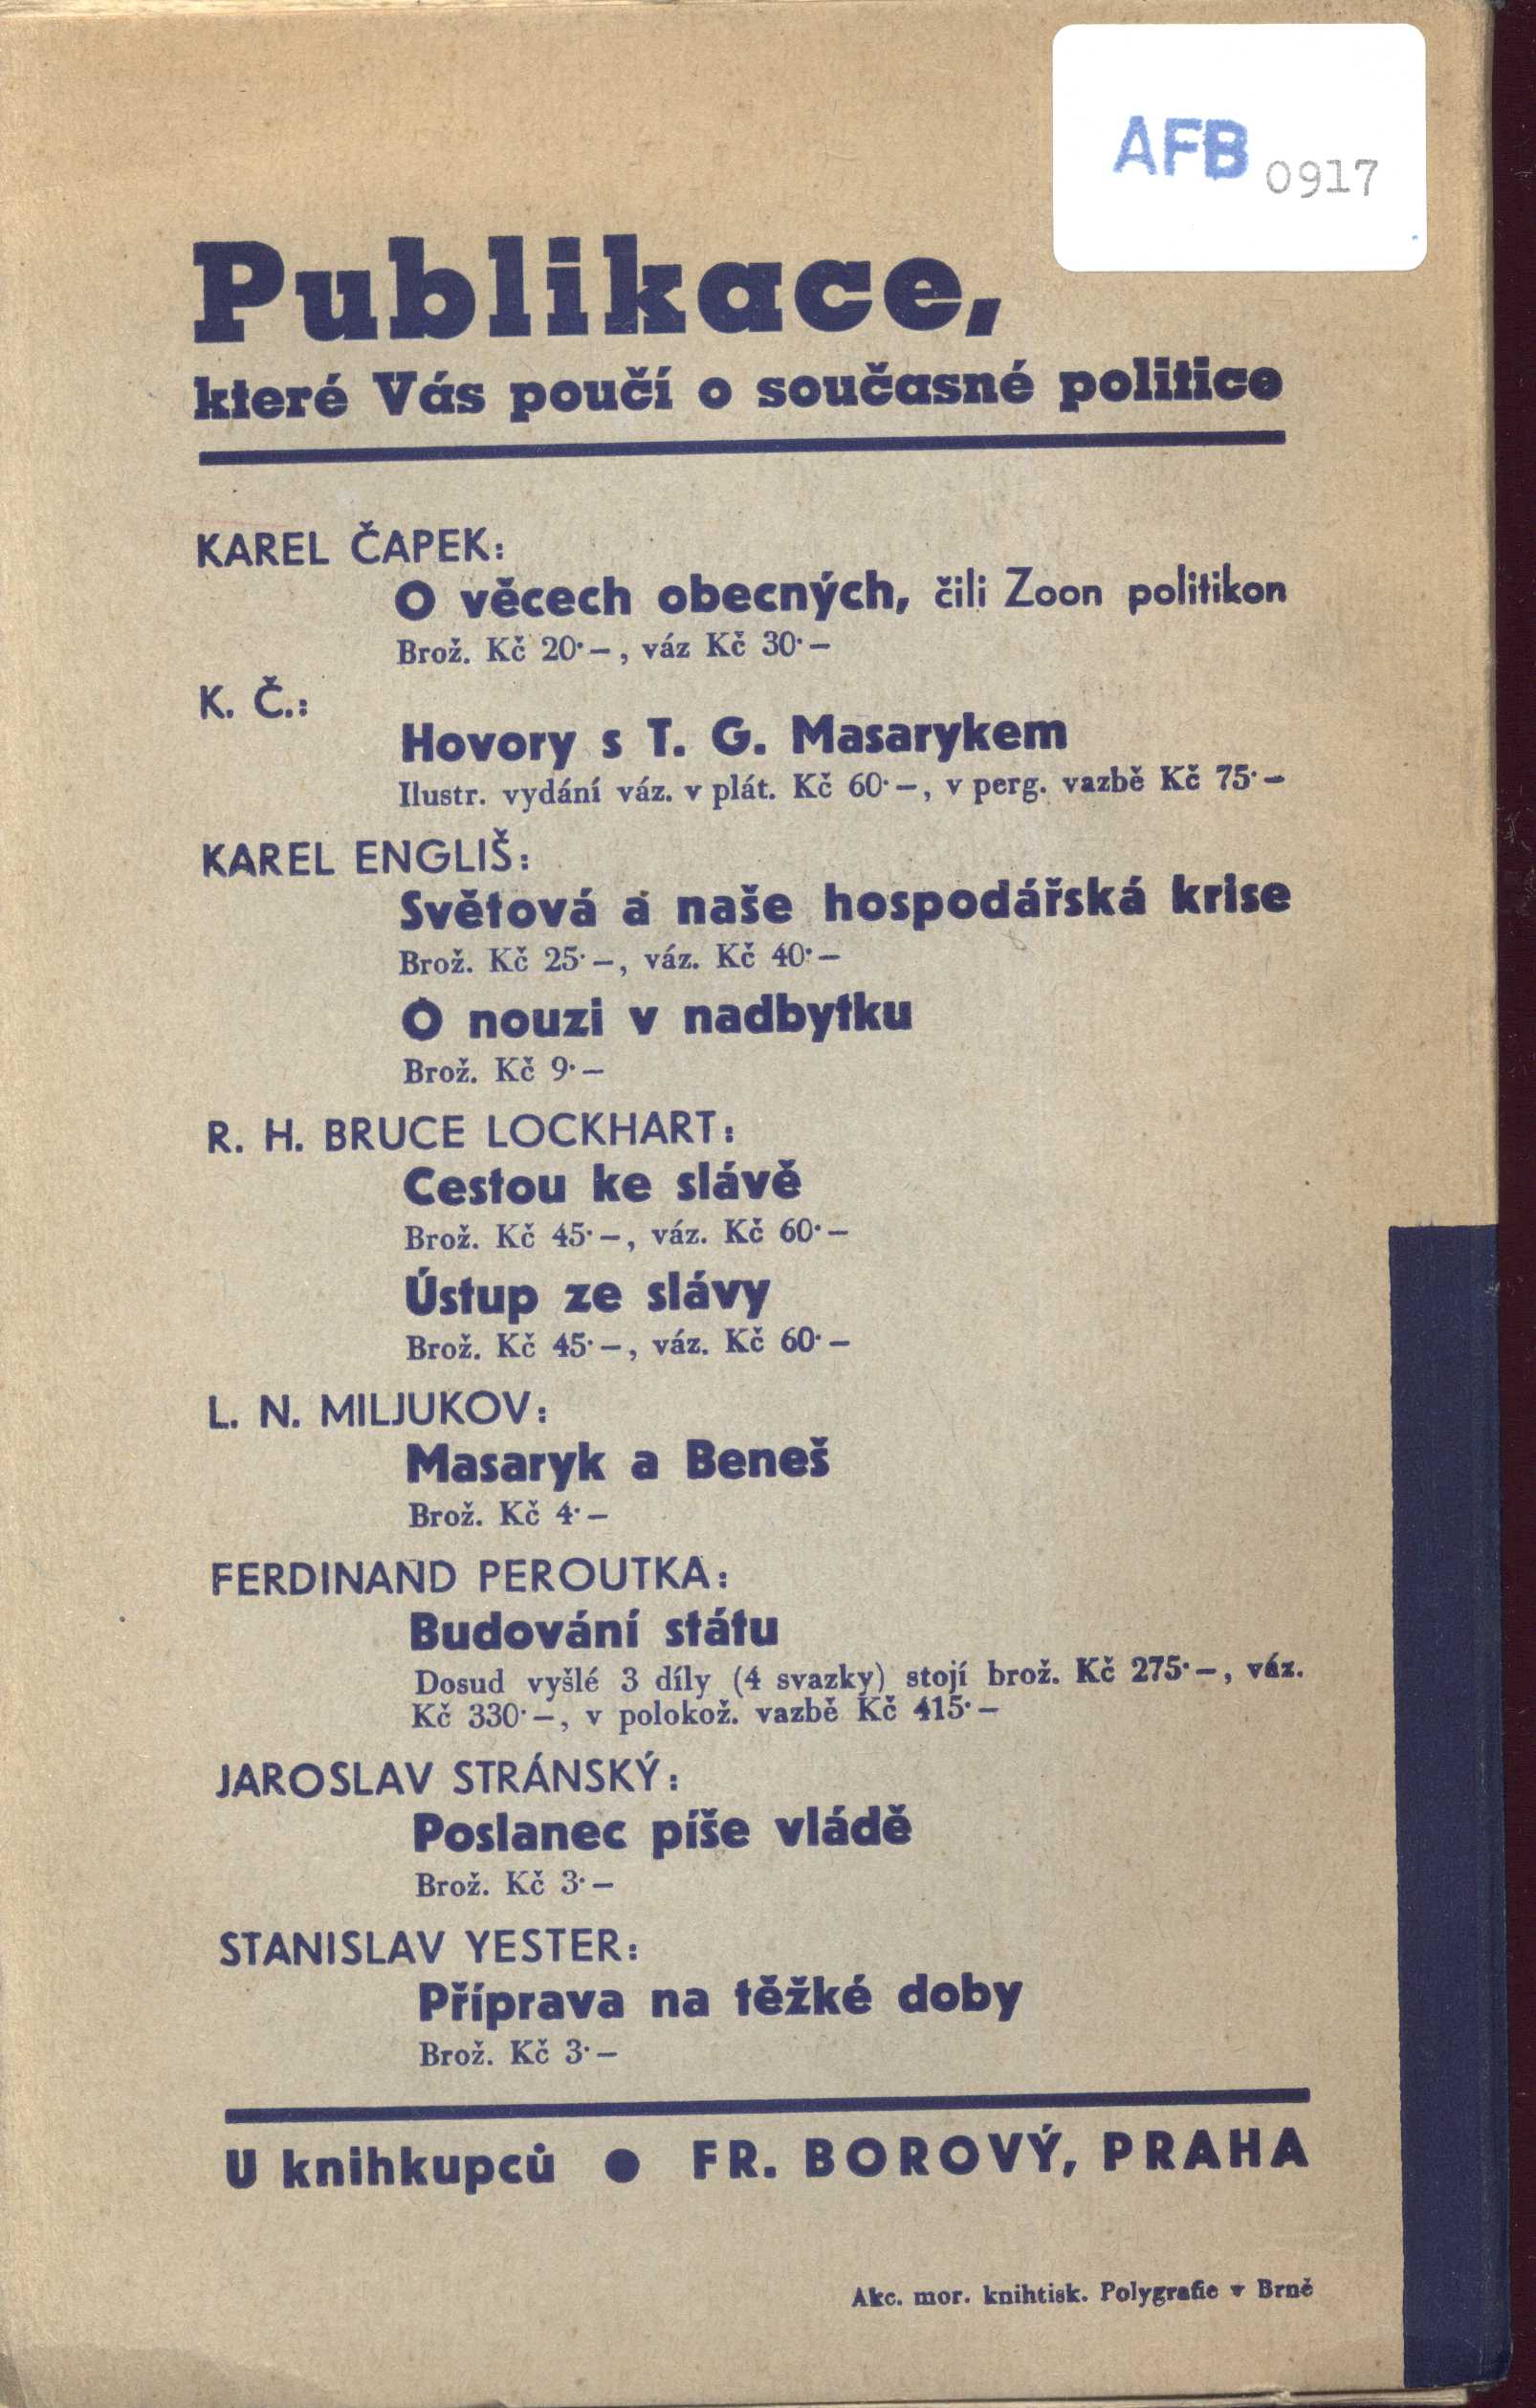 AFB 0917
Publikace,
které Vás poučí o současné politice
KAREL ČAPEK:
O věcech obecných, čili Zoon politikon
Brož. Kč 20·–, váz Kč 30·–
K. Č.:
Hovory s T. G. Masarykem
Ilustr. vydání váz. v plát. Kč 60·–, v perg. vazbě Kč 75·–
KAREL ENGLIŠ:
Světová a naše hospodářská krise
Brož. Kč 25·–, váz. Kč 40·–
O nouzi v nadbytku
Brož. Kč 9·–
R. H. BRUCE LOCKHART:
Cestou ke slávě
Brož. Kč 45·–, váz. Kč 60·–
Ústup ze slávy
Brož. Kč 45·–, váz. Kč 60·–
L. N. MILJUKOV:
Masaryk a Beneš
Brož. Kč 4·–
FERDINAND PEROUTKA:
Budování státu
Dosud vyšlé 3 díly (4 svazky) stojí brož. Kč 275·–, váz.
Kč 330·–, v polokož. vazbě Kč 415·–
JAROSLAV STRÁNSKÝ:
Poslanec píše vládě
Brož. Kč 3·–
STANISLAV YESTER:
Příprava na těžké doby
Brož. Kč 3·–
U knihkupců ● FR. BOROVÝ, PRAHA
Akc. mor. knihtisk. Polygrafie v Brně